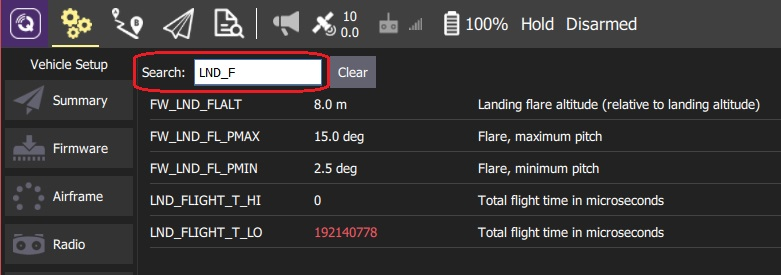 10
0.0
100% Hold Disarmed
Vehicle Setup
Search: LND_F Clear
Summary
Firmware
Airframe
Radio
FW_LND_FLALT 8.0 m Landing flare altitude (relative to landing altitude)
FW_LND_FL_PMAX 15.0 deg Flare, maximum pitch
FW_LND_FL_PMIN 2.5 deg Flare, minimum pitch
LND_FLIGHT_T_HI 0 Total flight time in microseconds
LND_FLIGHT_T_LO 192140778 Total flight time in microseconds